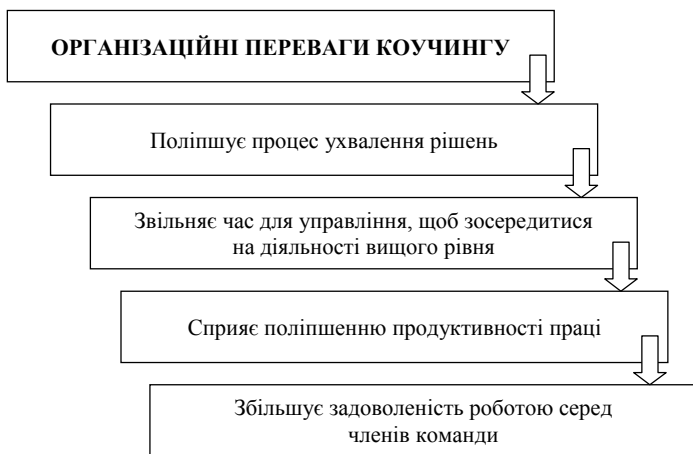 ОРГАНІЗАЦІЙНІ ПЕРЕВАГИ КОУЧИНГУ
Поліпшує процес ухвалення рішень
Звільняє час для управління, щоб зосередитися
на діяльності вищого рівня
Сприяє поліпшенню продуктивності праці
Збільшує задоволеність роботою серед
членів команди